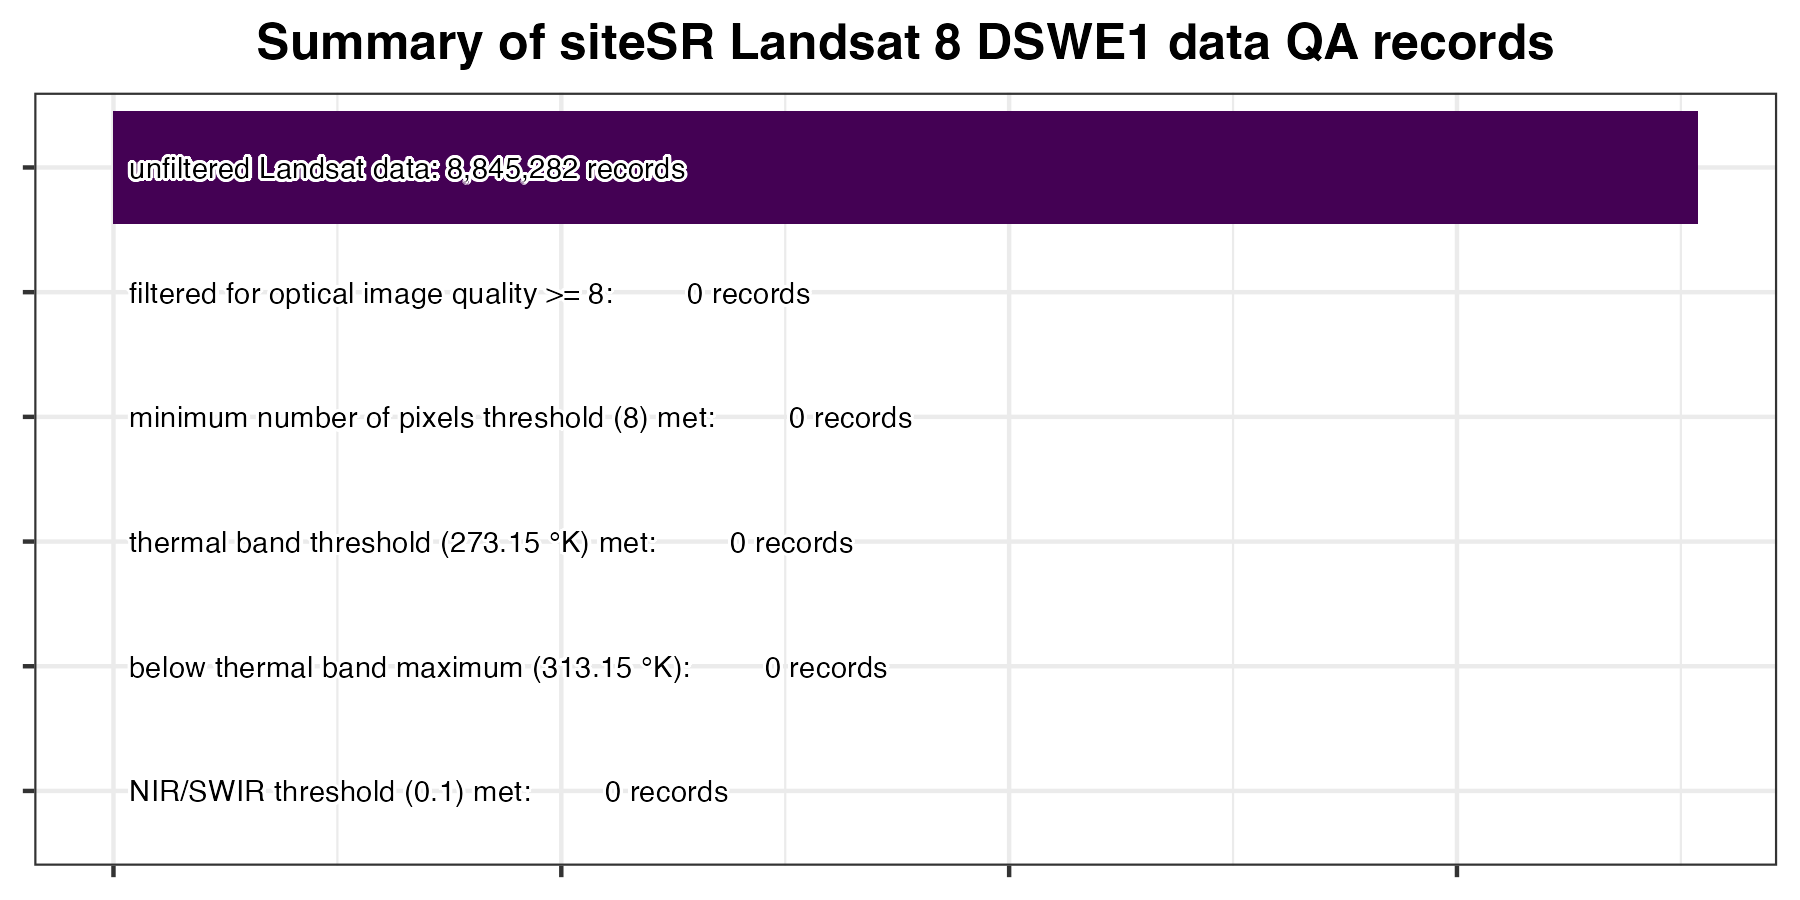 Summary of siteSR Landsat 8 DSWE1 data QA records
unfiltered Landsat data: 8,845,282 records
filtered for optical image quality >= 8: 0 records
minimum number of pixels threshold (8) met: 0 records
thermal band threshold (273.15 °K) met: 0 records
below thermal band maximum (313.15 °K): 0 records
NIR/SWIR threshold (0.1) met: 0 records